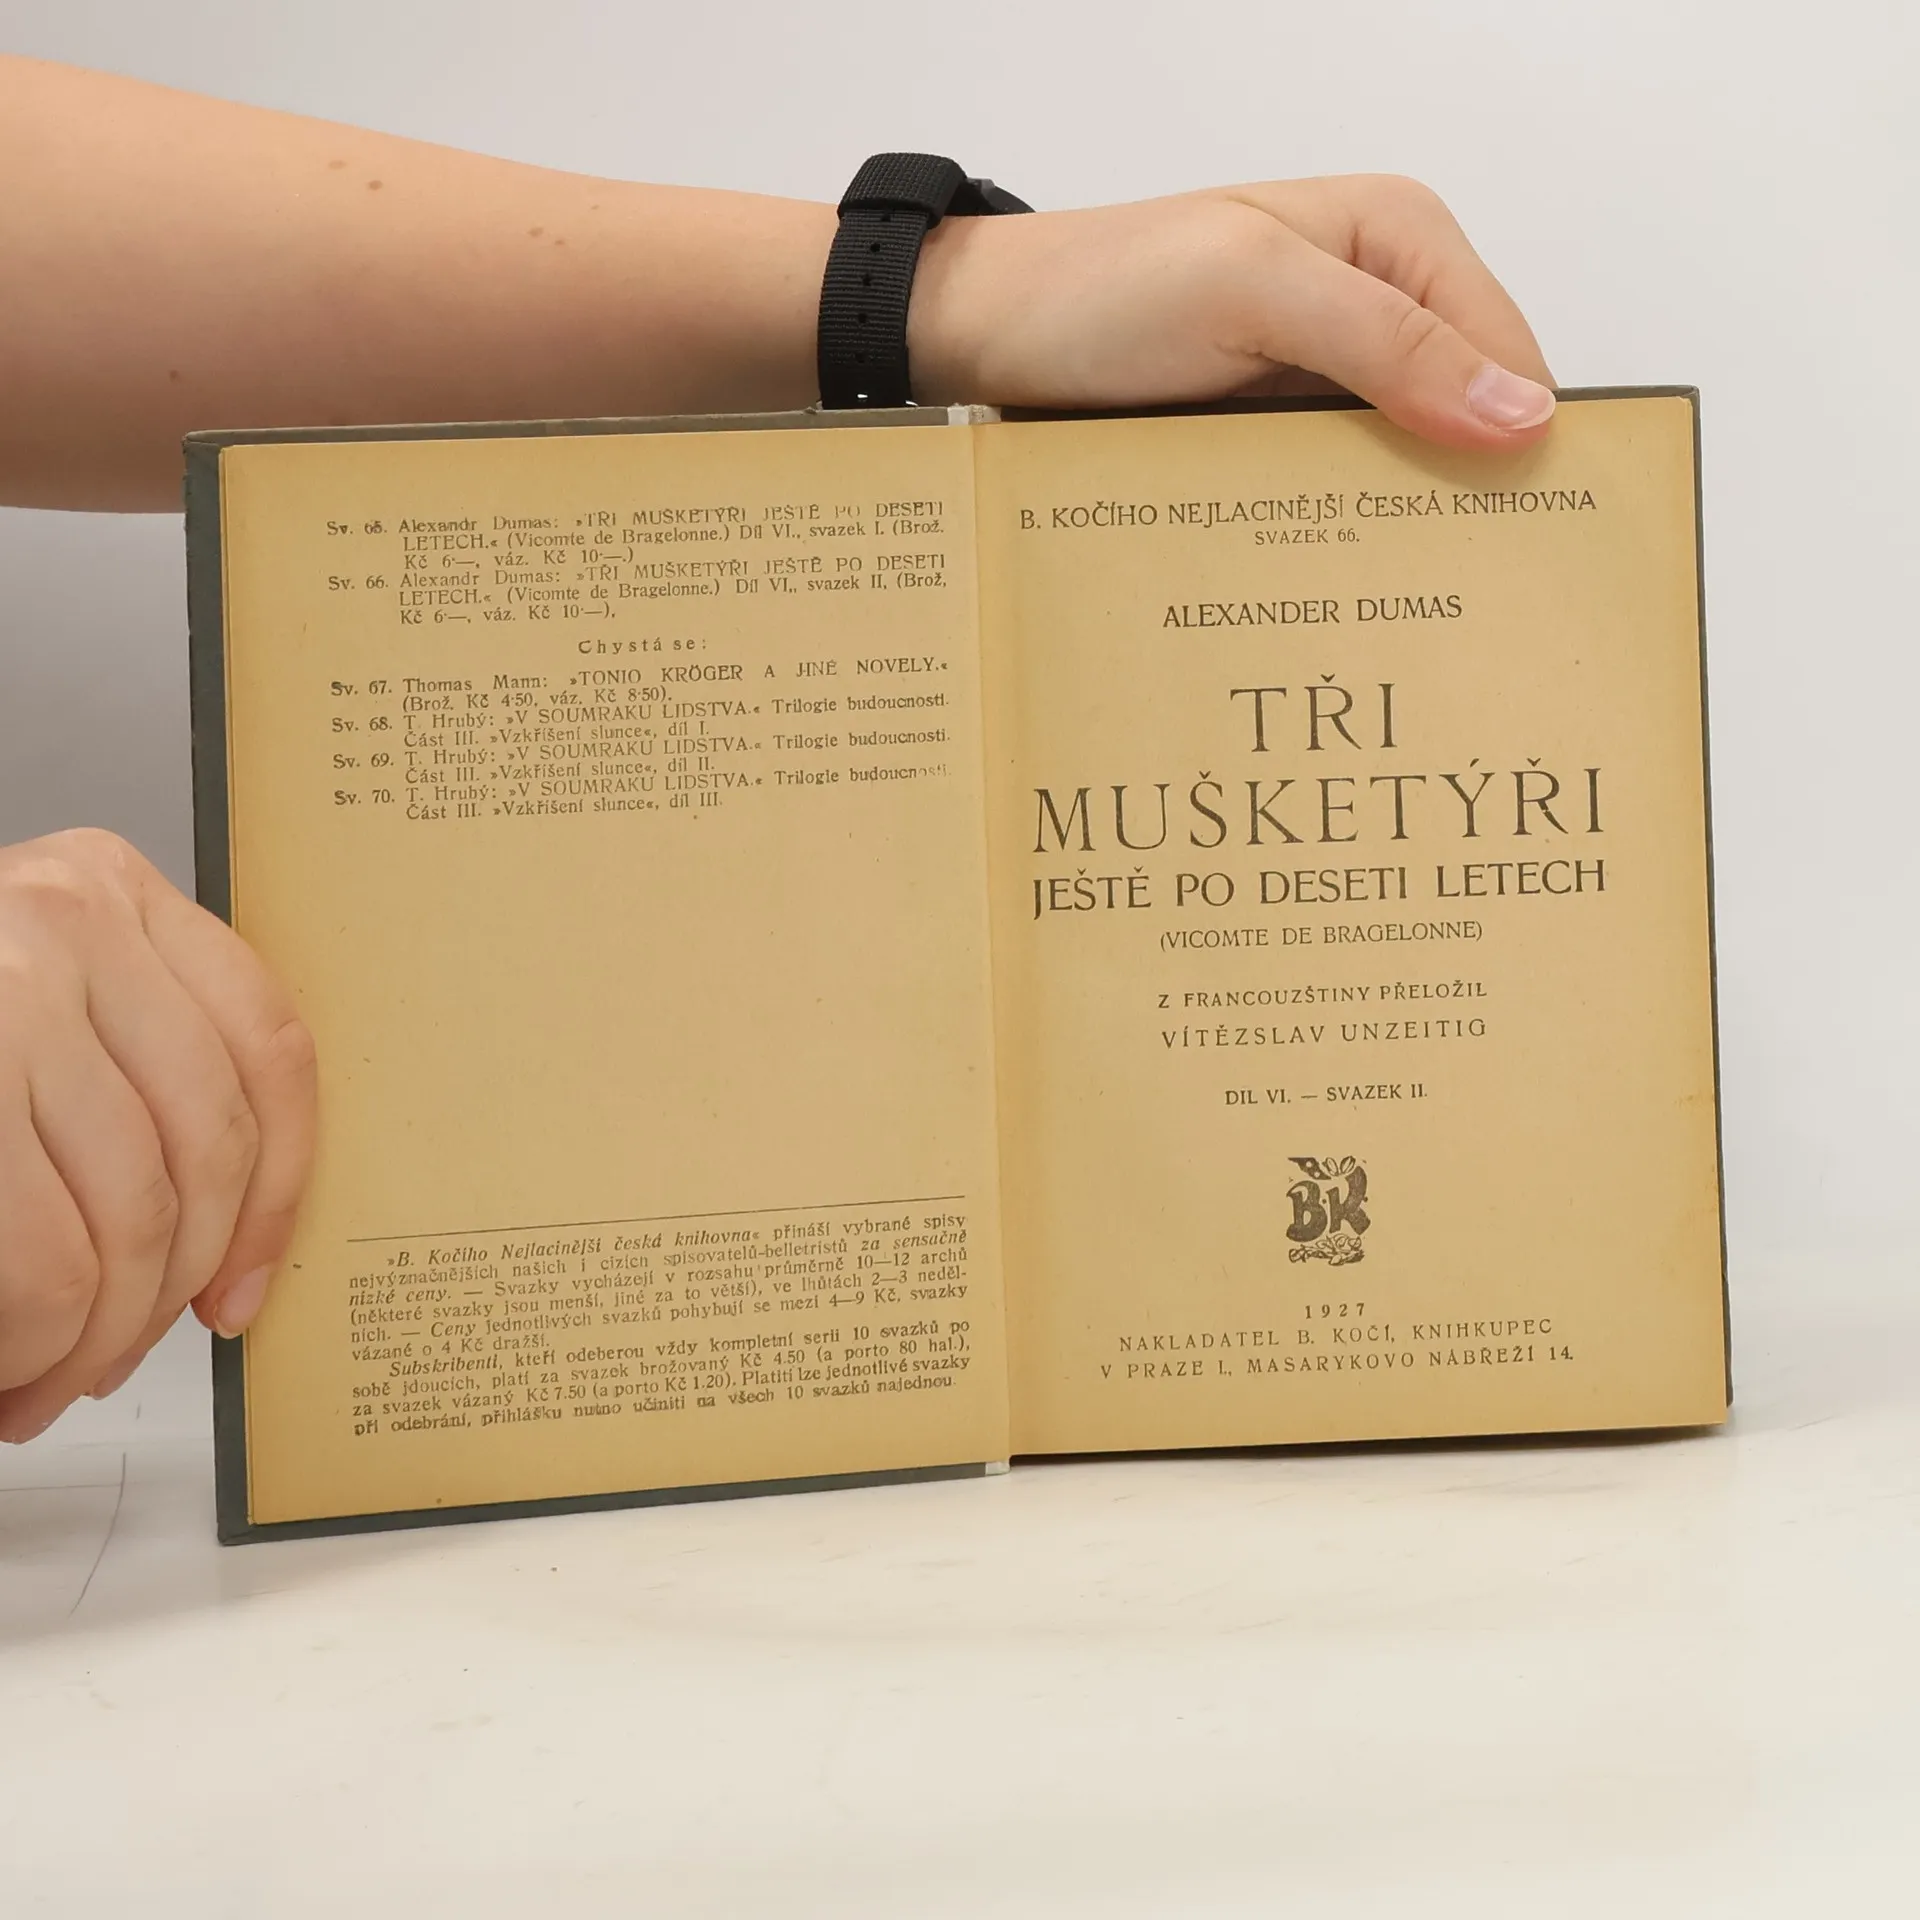 Sv. 65. Alexandr Dumas: »TŘI MUŠKETÝŘI JEŠTĚ PO DESETI
LETECH.« (Vicomte de Bragelonne.) Díl VI., svazek I. (Brož.
Kč 6·—, váz. Kč 10·—.)
Sv. 66. Alexandr Dumas: »TŘI MUŠKETÝŘI JEŠTĚ PO DESETI
LETECH.« (Vicomte de Bragelonne.) Díl VI., svazek II, (Brož,
Kč 6·—, váz. Kč 10·—),
Chystá se:
Sv. 67. Thomas Mann: »TONIO KRÖGER A JINÉ NOVELY.«
(Brož. Kč 4·50, váz. Kč 8·50).
Sv. 68. T. Hrubý: »V SOUMRAKU LIDSTVA.« Trilogie budoucnosti.
Část III. »Vzkříšení slunce«, díl I.
Sv. 69. T. Hrubý: »V SOUMRAKU LIDSTVA.« Trilogie budoucnosti.
Část III. »Vzkříšení slunce«, díl II.
Sv. 70. T. Hrubý: »V SOUMRAKU LIDSTVA.« Trilogie budoucnosti.
Část III. »Vzkříšení slunce«, díl III.
»B. Kočího Nejlacinější česká knihovna« přináší vybrané spisy
nejvýznačnějších našich i cizích spisovatelů-belletristů za sensačně
nízké ceny. — Svazky vycházejí v rozsahu průměrně 10—12 archů
(některé svazky jsou menší, jiné za to větší), ve lhůtách 2—3 neděl-
ních. — Ceny jednotlivých svazků pohybují se mezi 4—9 Kč, svazky
vázané o 4 Kč dražší.
Subskribenti, kteří odeberou vždy kompletní serii 10 svazků po
sobě jdoucích, platí za svazek brožovaný Kč 4.50 (a porto 80 hal.),
za svazek vázaný Kč 7.50 (a porto Kč 1.20). Platiti lze jednotlivé svazky
při odebrání, přihlášku nutno učiniti na všech 10 svazků najednou.
B. KOČÍHO NEJLACINĚJŠÍ ČESKÁ KNIHOVNA
SVAZEK 66.
ALEXANDER DUMAS
TŘI
MUŠKETÝŘI
JEŠTĚ PO DESETI LETECH
(VICOMTE DE BRAGELONNE)
Z FRANCOUZŠTINY PŘELOŽIL
VÍTĚZSLAV UNZEITIG
DÍL VI. — SVAZEK II.
BK
1927
NAKLADATEL B. KOČÍ, KNIHKUPEC
V PRAZE I., MASARYKOVO NÁBŘEŽÍ 14.